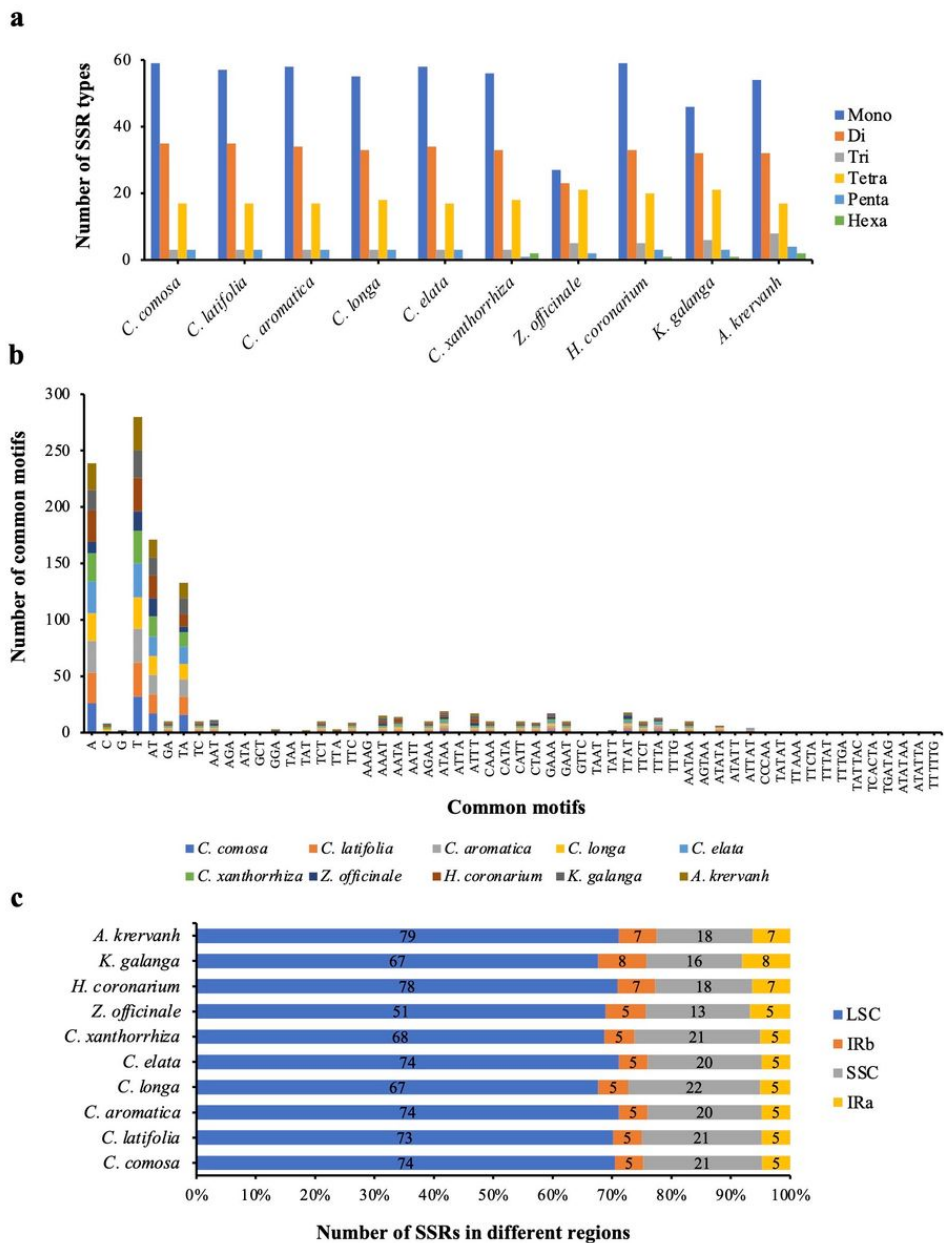 a
Number of SSR types
60
40
20
0
C. comosa
C. latifolia
C. aromatica
C. longa
C. elata
C. xanthorrhiza
Z. officinale
H. coronarium
K. galanga
A. krervanh
Mono
Di
Tri
Tetra
Penta
Hexa
b
Number of common motifs
300
250
200
150
100
50
0
A
C
G
T
AT
GA
TA
TC
AAT
AGA
ATA
GCT
GGA
TAA
TAT
TCT
TTA
TTC
AAAG
AAAT
AATA
AATT
AGAA
ATAA
ATTA
ATTT
CAAA
CATA
CATT
CTAA
GAAA
GAAT
GTTC
TAAT
TATT
TTAT
TTCT
TTTA
TTTG
AATAA
AGTAA
ATATA
ATATT
ATTAT
CCCAA
TATAT
TTAAA
TTCTA
TTTAT
TTTGA
TATTAC
TCACTA
TGATAG
ATATAA
ATATTA
TTTTTG
Common motifs
C. comosa C. latifolia C. aromatica C. longa C. elata
C. xanthorrhiza Z. officinale H. coronarium K. galanga A. krervanh
c
A. krervanh 79 7 18 7
K. galanga 67 8 16 8
H. coronarium 78 7 18 7
Z. officinale 51 5 13 5
C. xanthorrhiza 68 5 21 5
C. elata 74 5 20 5
C. longa 67 5 22 5
C. aromatica 74 5 20 5
C. latifolia 73 5 21 5
C. comosa 74 5 21 5
0% 10% 20% 30% 40% 50% 60% 70% 80% 90% 100%
Number of SSRs in different regions
LSC
IRb
SSC
IRa